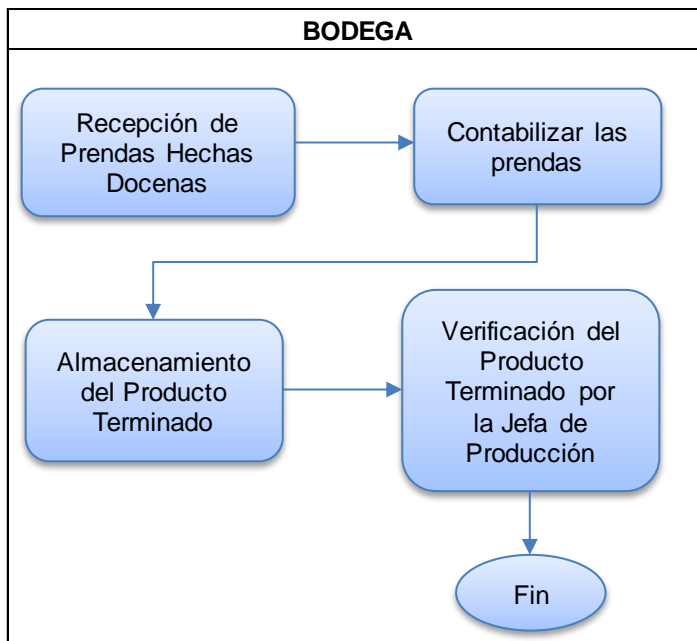 BODEGA
Recepción de
Prendas Hechas
Docenas
Contabilizar las
prendas
Almacenamiento
del Producto
Terminado
Verificación del
Producto
Terminado por
la Jefa de
Producción
Fin